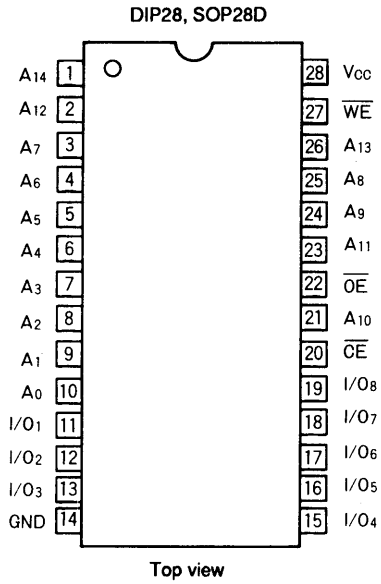 DIP28, SOP28D
A14 1 28 Vcc
A12 2 27 W̅E̅
A7 3 26 A13
A6 4 25 A8
A5 5 24 A9
A4 6 23 A11
A3 7 22 O̅E̅
A2 8 21 A10
A1 9 20 C̅E̅
A0 10 19 I/O8
I/O1 11 18 I/O7
I/O2 12 17 I/O6
I/O3 13 16 I/O5
GND 14 15 I/O4
Top view